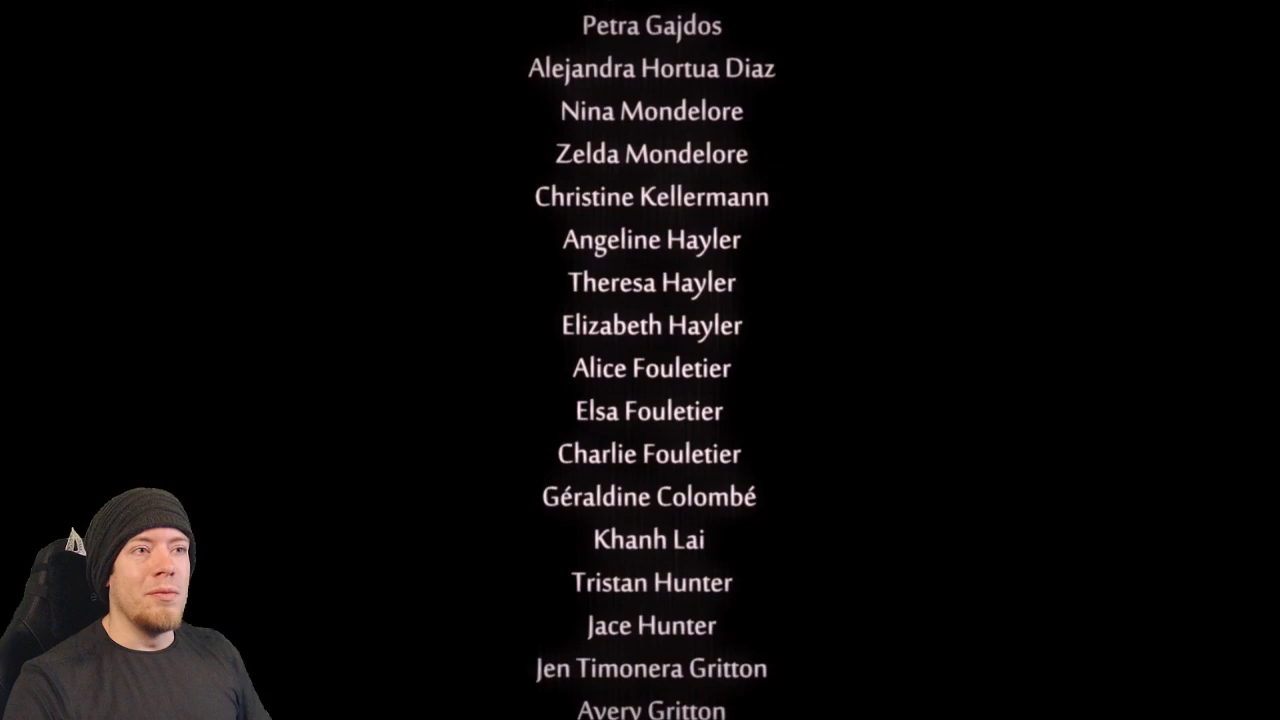 Petra Gajdos
Alejandra Hortua Diaz
Nina Mondelore
Zelda Mondelore
Christine Kellermann
Angeline Hayler
Theresa Hayler
Elizabeth Hayler
Alice Fouletier
Elsa Fouletier
Charlie Fouletier
Géraldine Colombé
Khanh Lai
Tristan Hunter
Jace Hunter
Jen Timonera Gritton
Avery Gritton